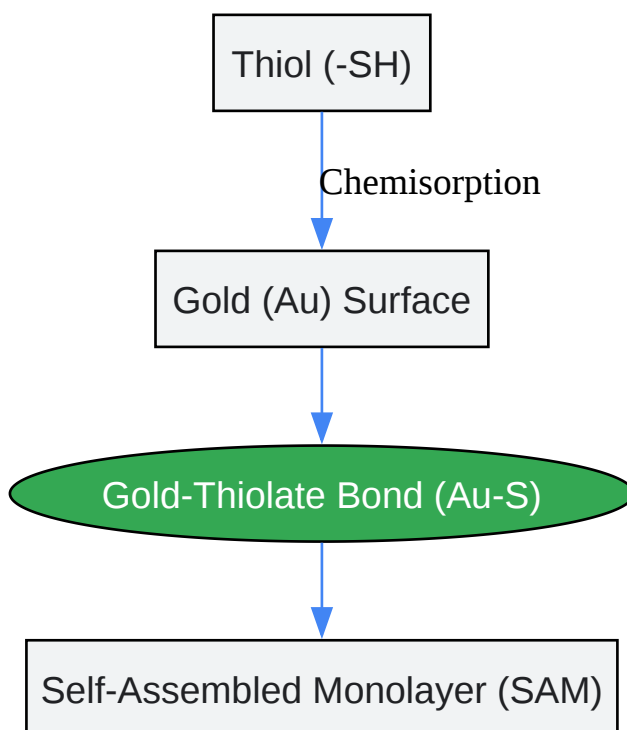 Thiol (-SH)
Chemisorption
Gold (Au) Surface
Gold-Thiolate Bond (Au-S)
Self-Assembled Monolayer (SAM)